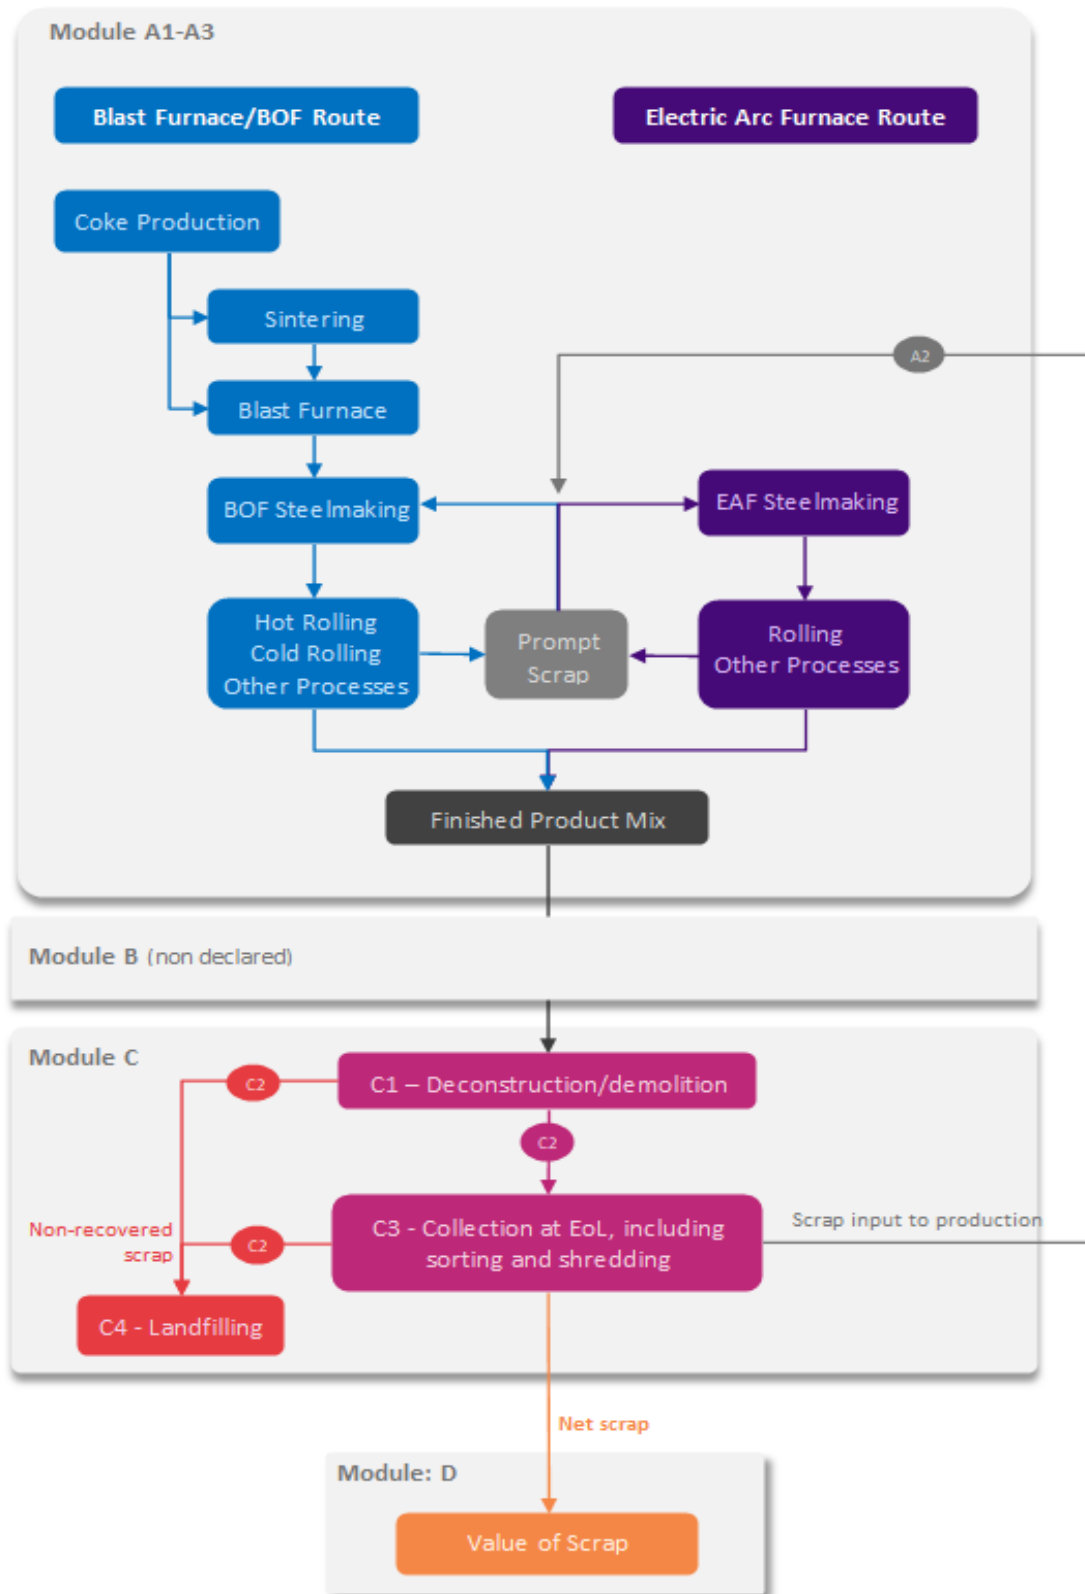 Module A1-A3
Blast Furnace/BOF Route
Electric Arc Furnace Route
Coke Production
Sintering
A2
Blast Furnace
BOF Steelmaking
EAF Steelmaking
Hot Rolling
Cold Rolling
Other Processes
Prompt
Scrap
Rolling
Other Processes
Finished Product Mix
Module B (non declared)
Module C
C2
C1 – Deconstruction/demolition
C2
Non-recovered
scrap
C2
C3 - Collection at EoL, including
sorting and shredding
Scrap input to production
C4 - Landfilling
Net scrap
Module: D
Value of Scrap